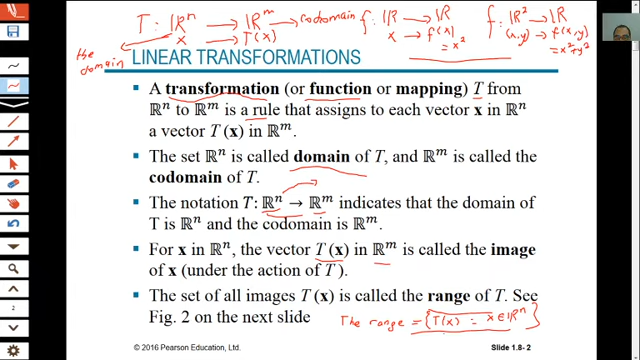 T : ℝⁿ → ℝᵐ → codomain f: ℝ → ℝ f: ℝ² → ℝ
x → T(x) x → f(x) (x,y) → f(x,y)
= x² = x²+y²
the domain
LINEAR TRANSFORMATIONS
▪ A transformation (or function or mapping) T from
ℝⁿ to ℝᵐ is a rule that assigns to each vector x in ℝⁿ
a vector T(x) in ℝᵐ.
▪ The set ℝⁿ is called domain of T, and ℝᵐ is called the
codomain of T.
▪ The notation T: ℝⁿ → ℝᵐ indicates that the domain of
T is ℝⁿ and the codomain is ℝᵐ.
▪ For x in ℝⁿ, the vector T(x) in ℝᵐ is called the image
of x (under the action of T).
▪ The set of all images T(x) is called the range of T. See
Fig. 2 on the next slide
The range = {T(x) = x ∈ ℝⁿ}
© 2016 Pearson Education, Ltd.
Slide 1.8- 2
2